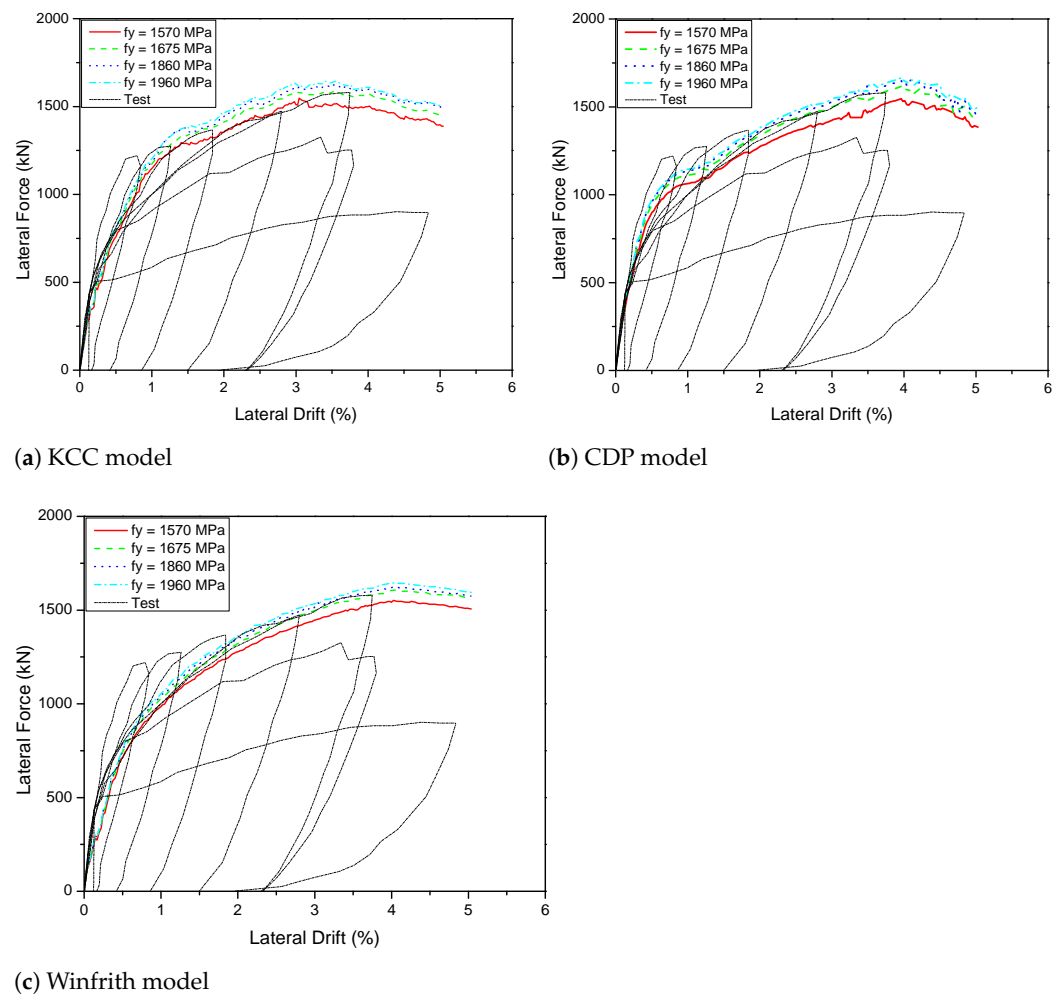 2000
1500
1000
500
0
Lateral Force (kN)
fy = 1570 MPa
fy = 1675 MPa
fy = 1860 MPa
fy = 1960 MPa
Test
0 1 2 3 4 5 6
Lateral Drift (%)
(a) KCC model
2000
1500
1000
500
0
Lateral Force (kN)
fy = 1570 MPa
fy = 1675 MPa
fy = 1860 MPa
fy = 1960 MPa
Test
0 1 2 3 4 5 6
Lateral Drift (%)
(b) CDP model
2000
1500
1000
500
0
Lateral Force (kN)
fy = 1570 MPa
fy = 1675 MPa
fy = 1860 MPa
fy = 1960 MPa
Test
0 1 2 3 4 5 6
Lateral Drift (%)
(c) Winfrith model